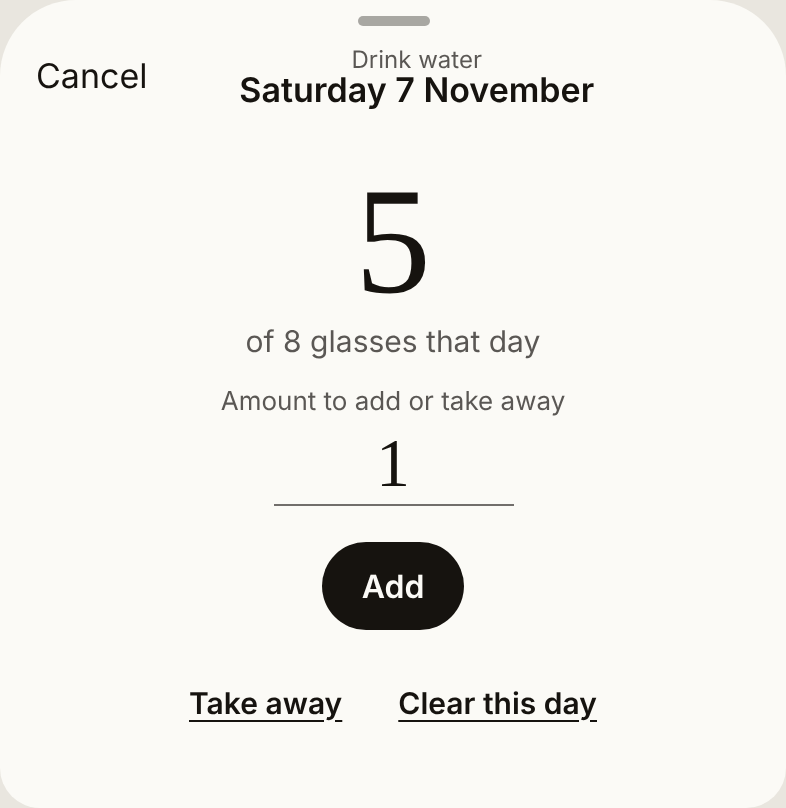 Cancel
Drink water
Saturday 7 November
5
of 8 glasses that day
Amount to add or take away
1
Add
Take away
Clear this day